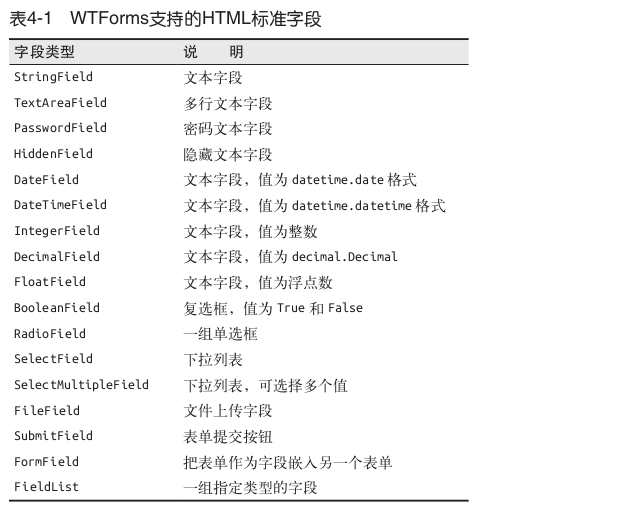 表4-1 WTForms支持的HTML标准字段
字段类型 说 明
StringField 文本字段
TextAreaField 多行文本字段
PasswordField 密码文本字段
HiddenField 隐藏文本字段
DateField 文本字段，值为 datetime.date 格式
DateTimeField 文本字段，值为 datetime.datetime 格式
IntegerField 文本字段，值为整数
DecimalField 文本字段，值为 decimal.Decimal
FloatField 文本字段，值为浮点数
BooleanField 复选框，值为 True 和 False
RadioField 一组单选框
SelectField 下拉列表
SelectMultipleField 下拉列表，可选择多个值
FileField 文件上传字段
SubmitField 表单提交按钮
FormField 把表单作为字段嵌入另一个表单
FieldList 一组指定类型的字段